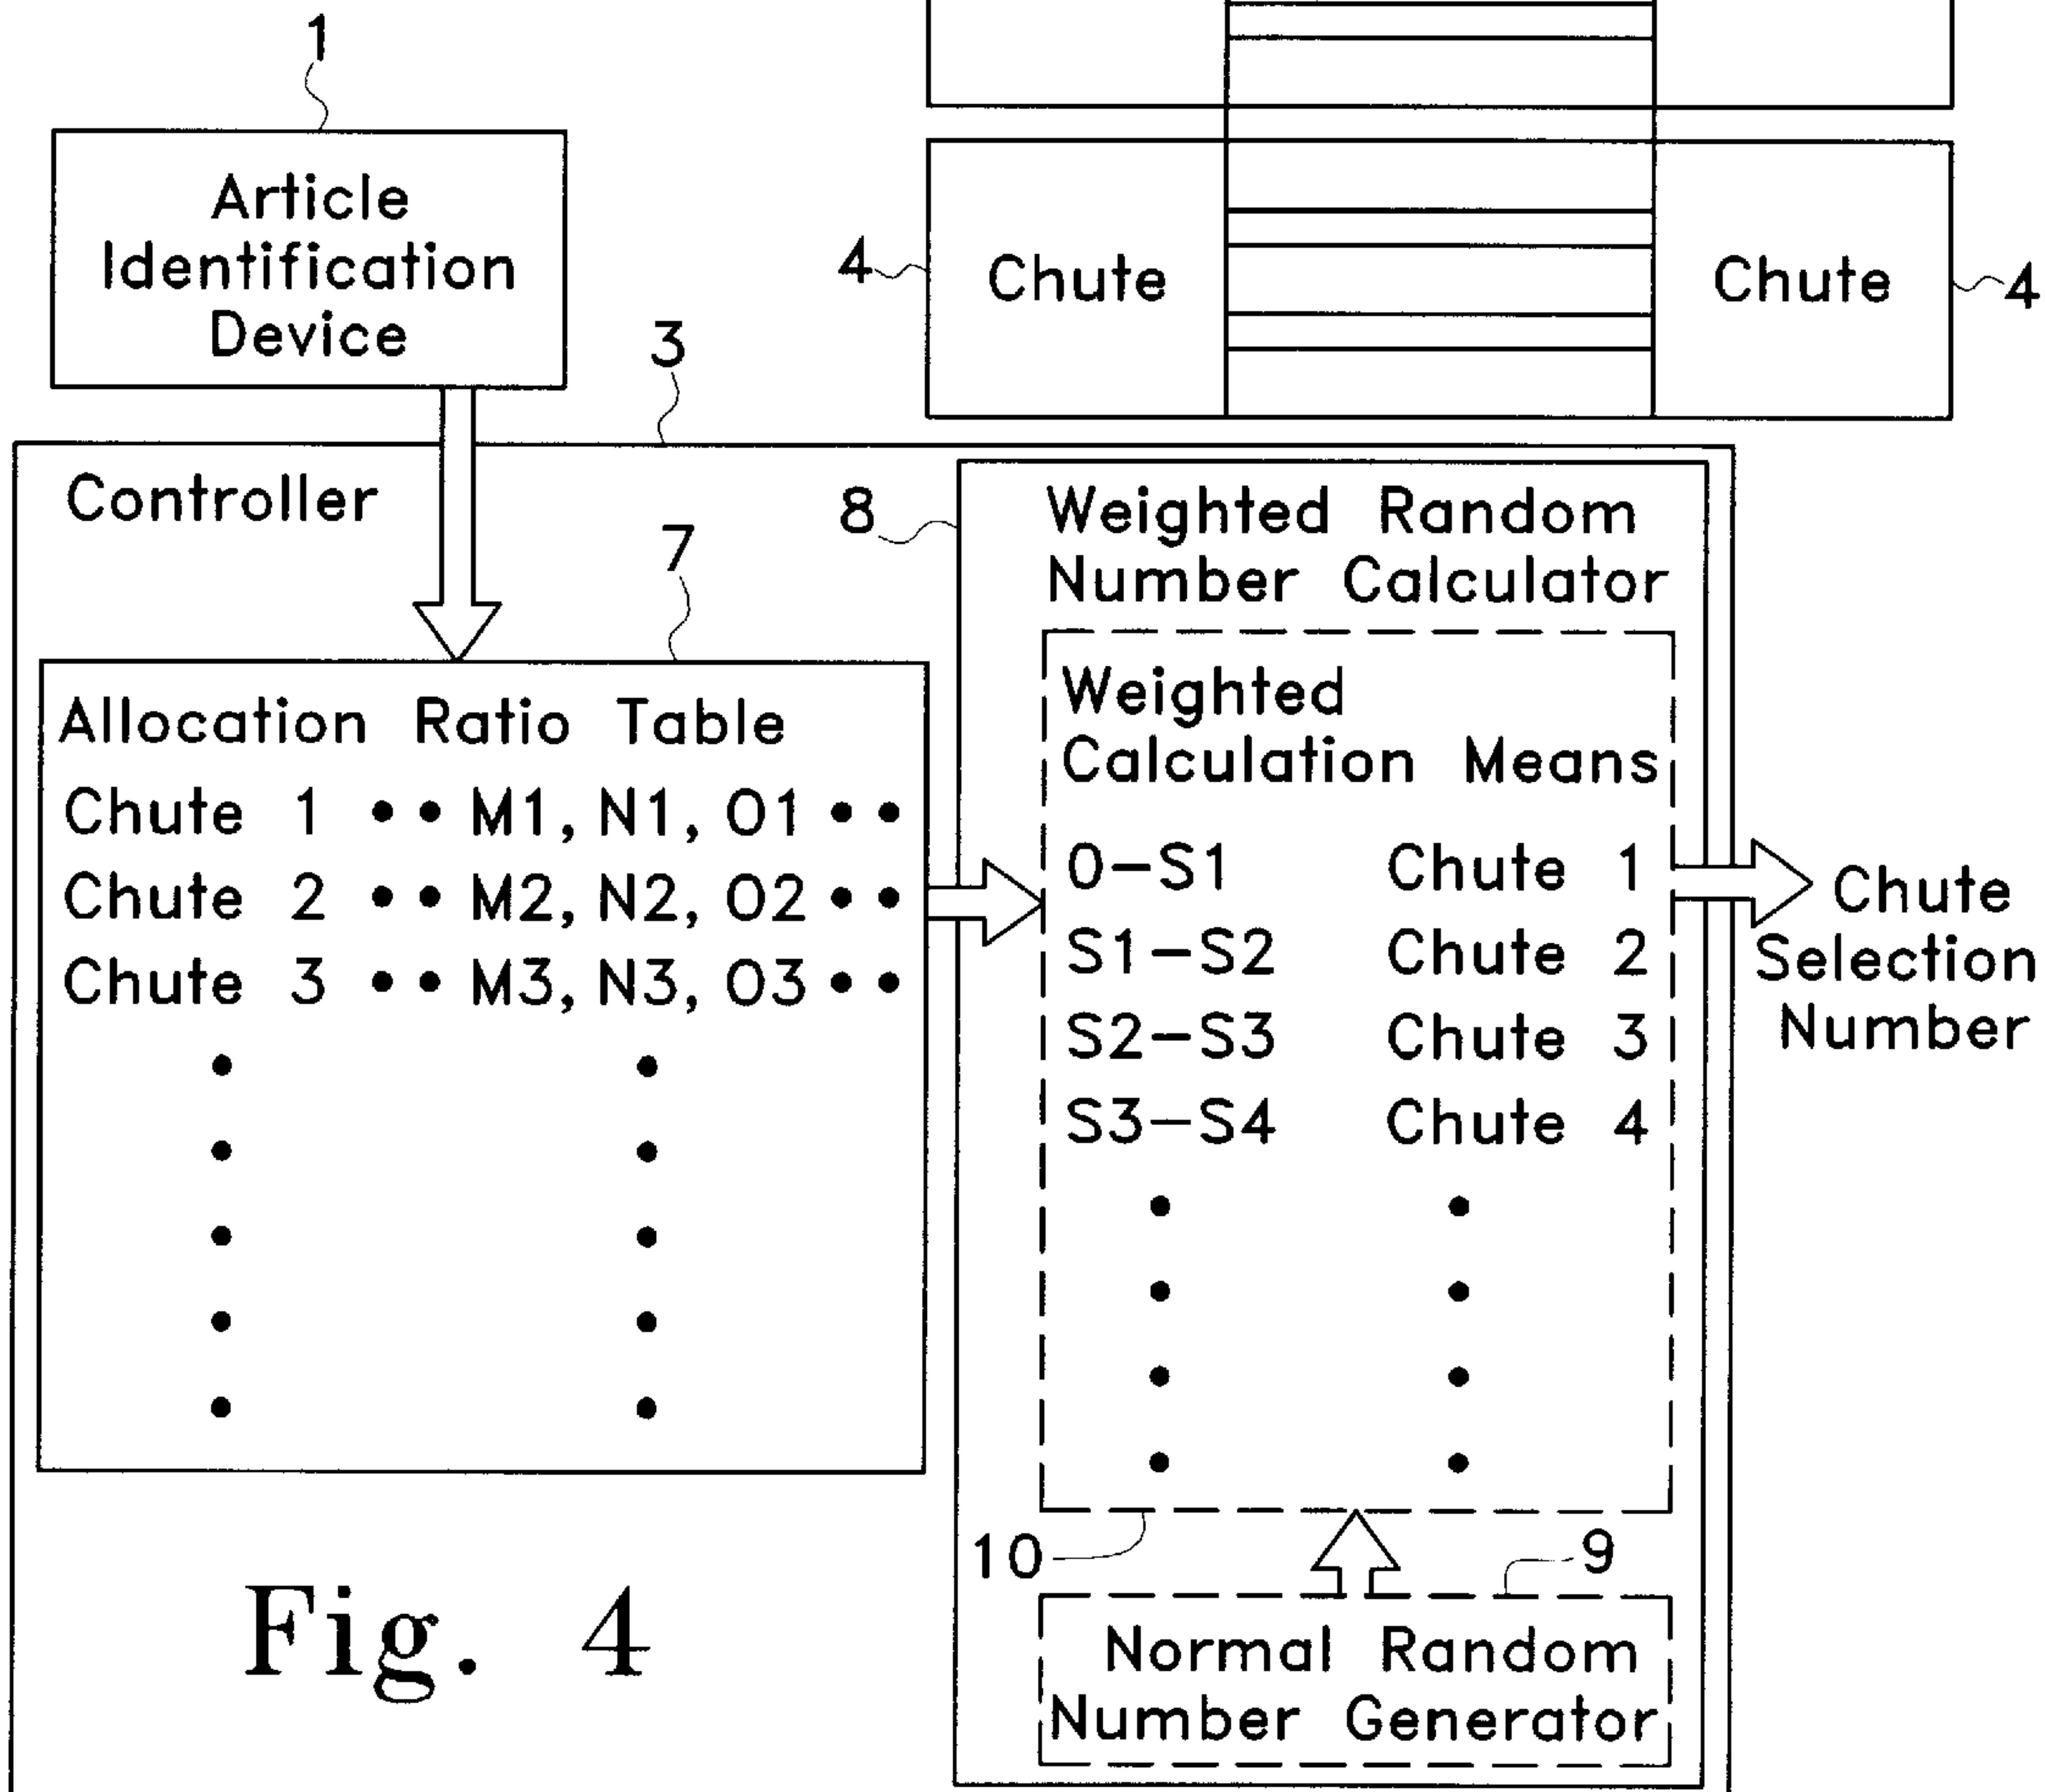 1
Article
Identification
Device
4
Chute
Chute
4
3
Controller
7
Allocation Ratio Table
Chute 1 •• M1, N1, O1 ••
Chute 2 •• M2, N2, O2 ••
Chute 3 •• M3, N3, O3 ••
8
Weighted Random
Number Calculator
Weighted
Calculation Means
0-S1 Chute 1
S1-S2 Chute 2
S2-S3 Chute 3
S3-S4 Chute 4
Chute
Selection
Number
10
9
Normal Random
Number Generator
Fig. 4